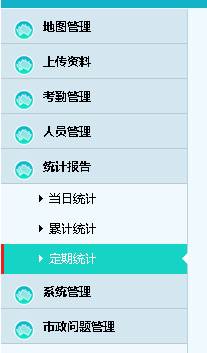 地图管理
上传资料
考勤管理
人员管理
统计报告
当日统计
累计统计
定期统计
系统管理
市政问题管理